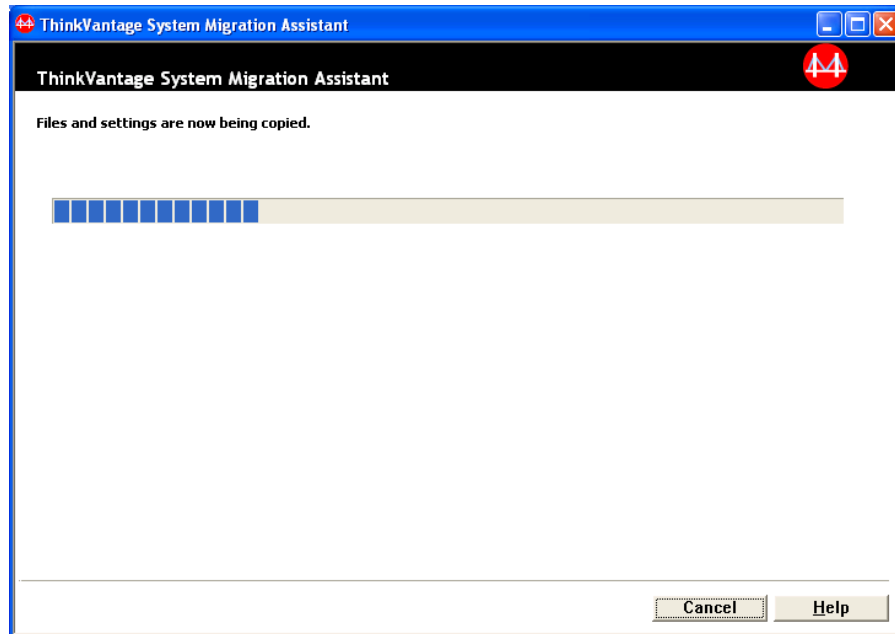 ThinkVantage System Migration Assistant
ThinkVantage System Migration Assistant
Files and settings are now being copied.
Cancel
Help